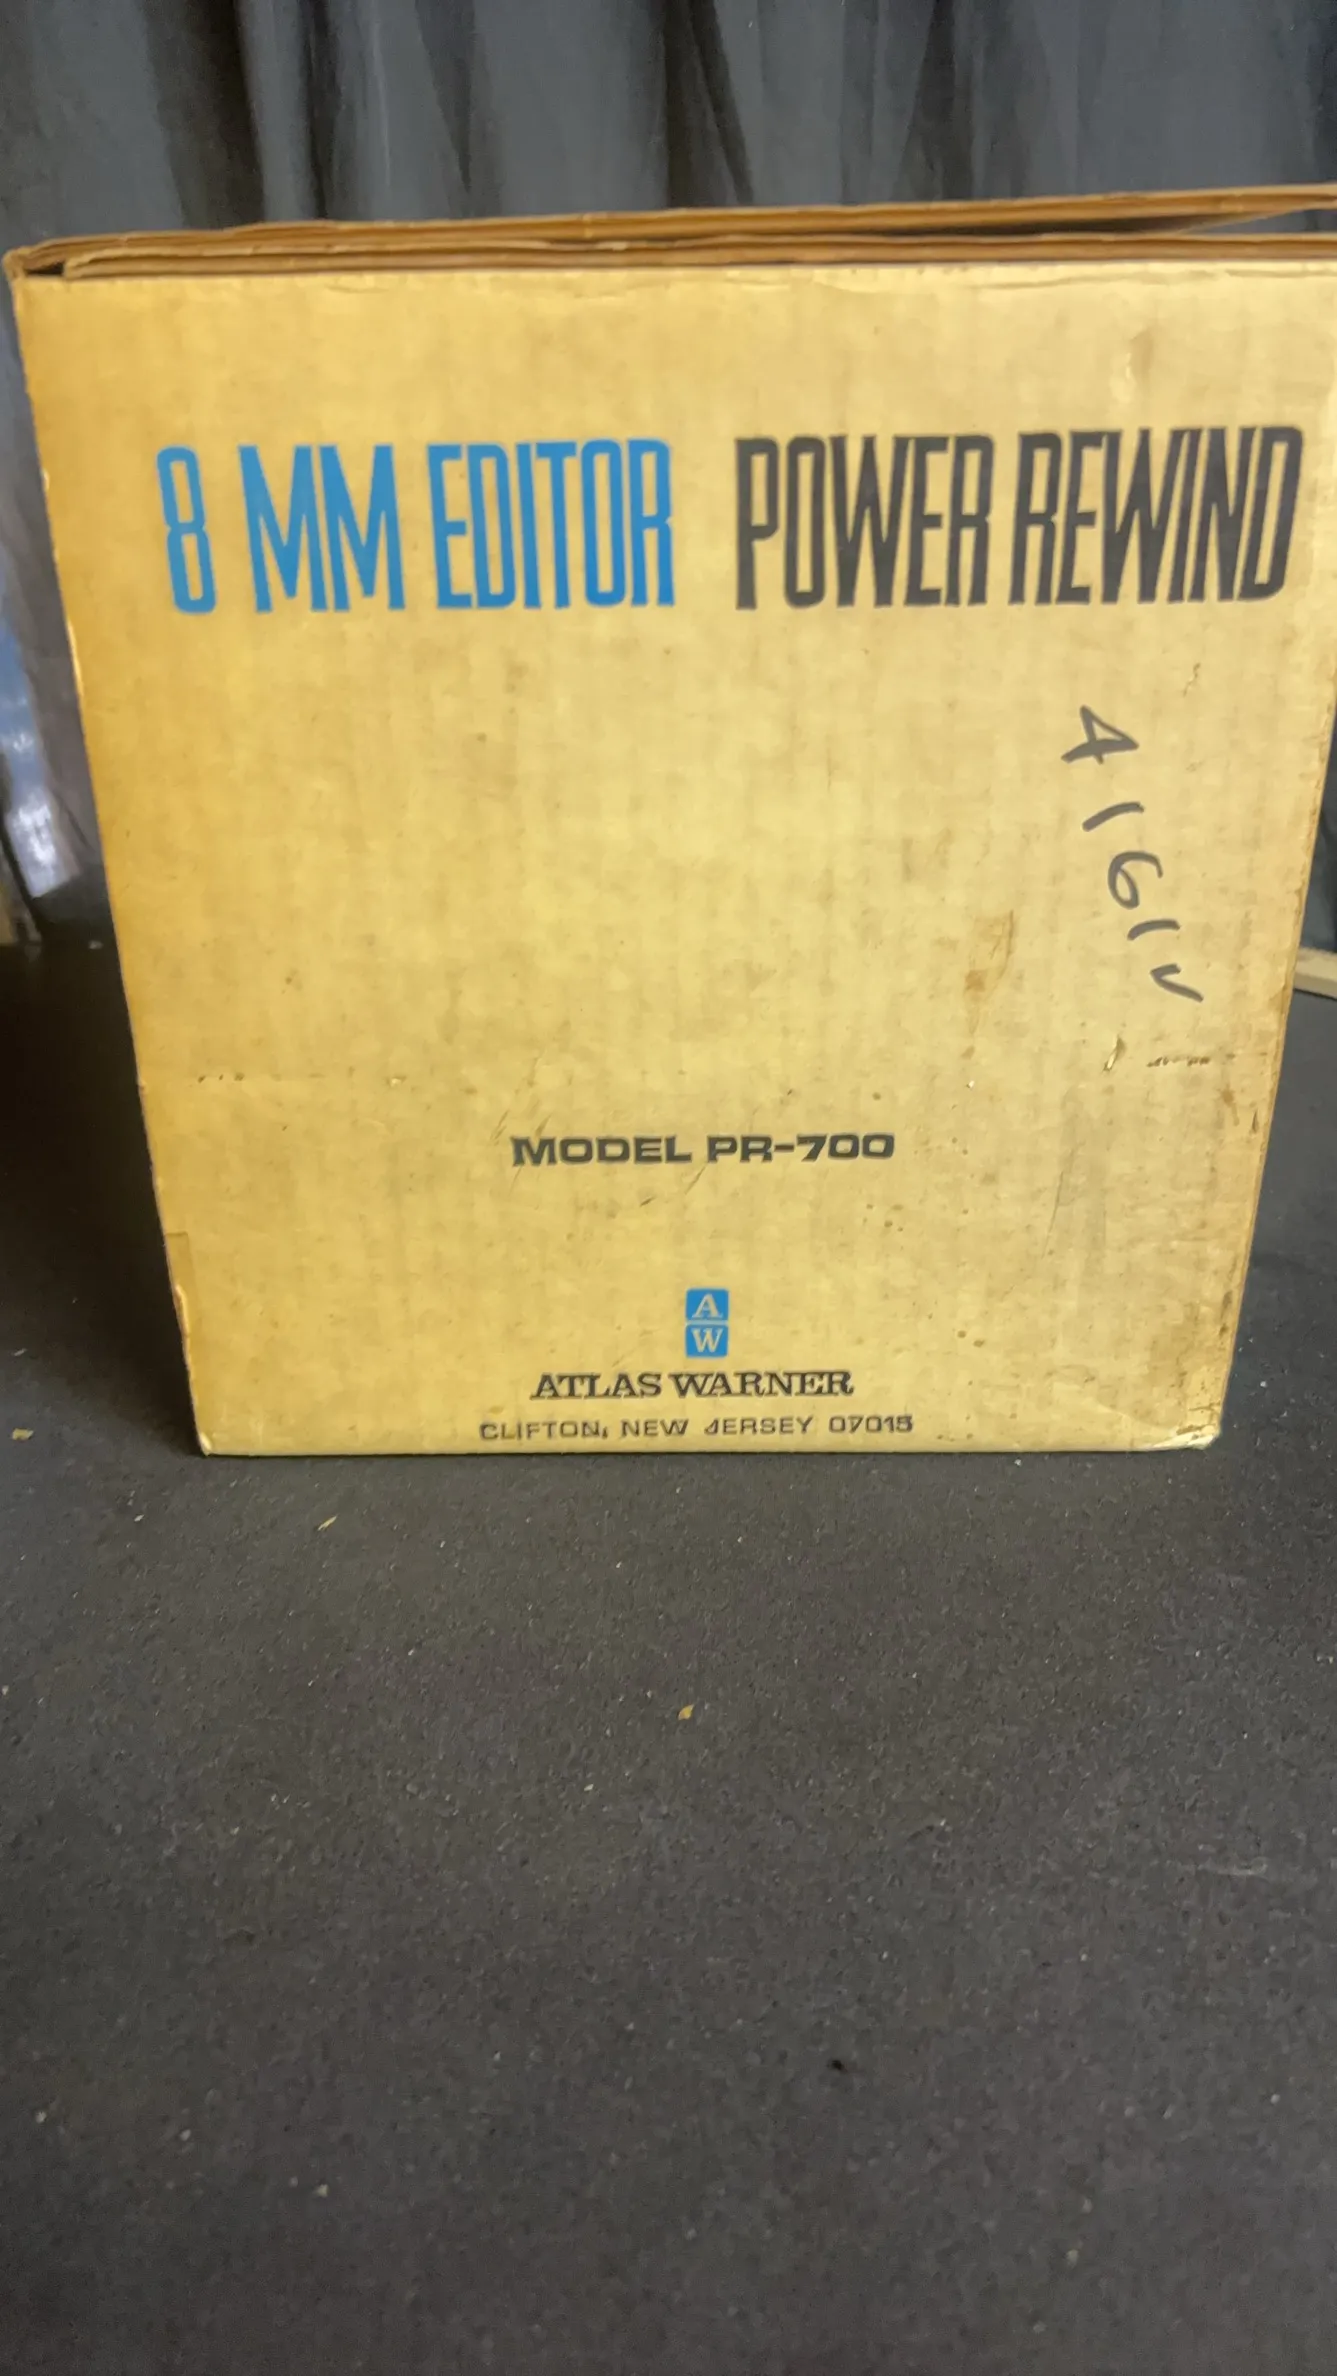 8 MM EDITOR POWER REWIND
MODEL PR-700
A
W
ATLAS WARNER
CLIFTON, NEW JERSEY 07015